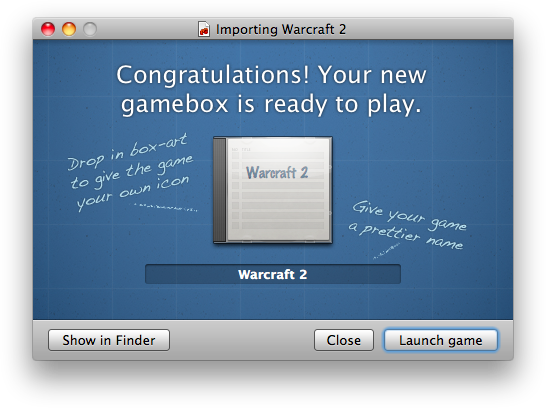 Importing Warcraft 2
Congratulations! Your new
gamebox is ready to play.
Drop in box-art
to give the game
your own icon
Warcraft 2
Give your game
a prettier name
Warcraft 2
Show in Finder
Close
Launch game